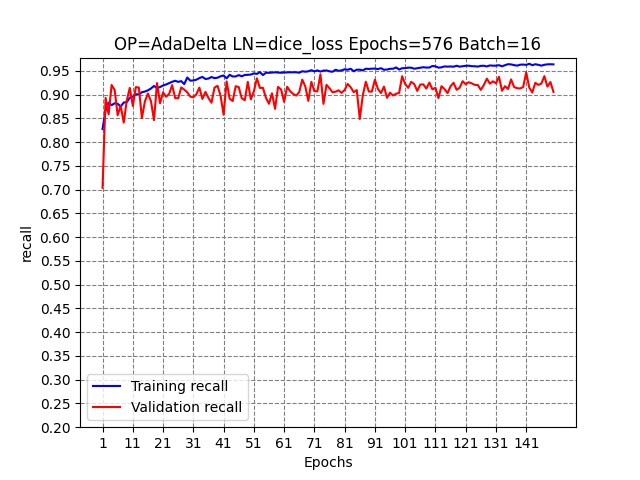 OP=AdaDelta LN=dice_loss Epochs=576 Batch=16
0.95
0.90
0.85
0.80
0.75
0.70
0.65
0.60
0.55
0.50
0.45
0.40
0.35
0.30
0.25
0.20
recall
Training recall
Validation recall
1 11 21 31 41 51 61 71 81 91 101 111 121 131 141
Epochs